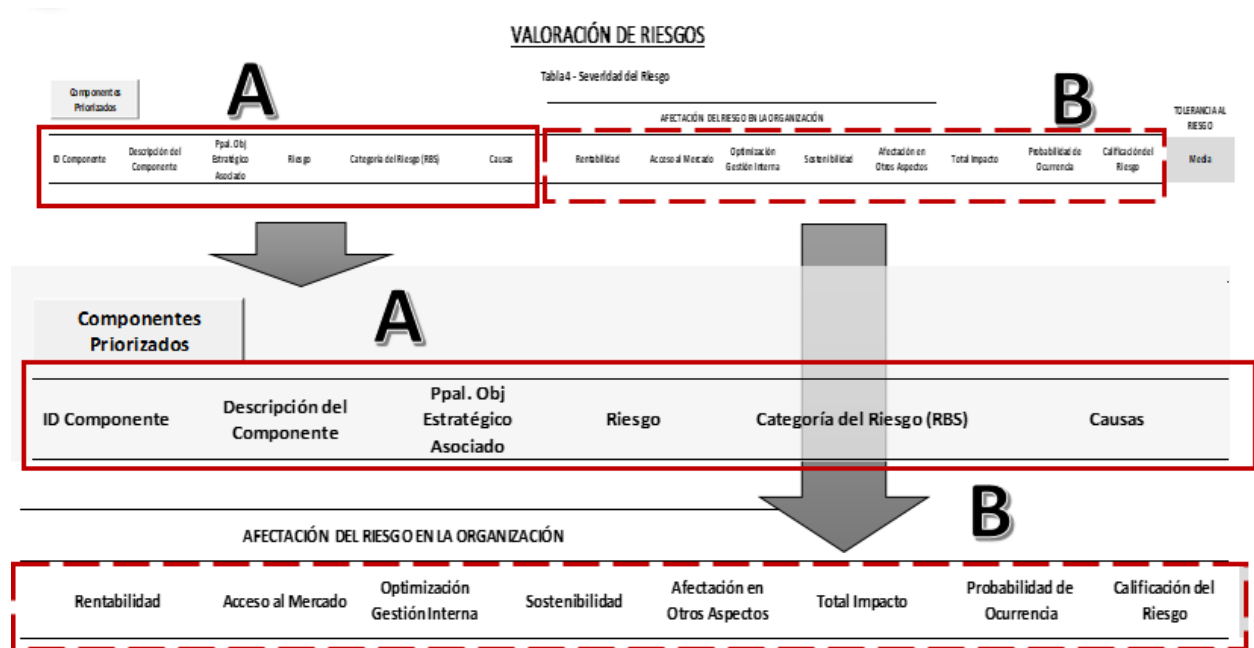 VALORACIÓN DE RIESGOS
Tabla 4 - Severidad del Riesgo
Componentes
Priorizados
A
B
AFECTACIÓN DEL RIESGO EN LA ORGANIZACIÓN
TOLERANCIA AL
RIESGO
ID Componente
Descripción del
Componente
Ppal. Obj
Estratégico
Asociado
Riesgo
Categoría del Riesgo (RBS)
Causas
Rentabilidad
Acceso al Mercado
Optimización
Gestión Interna
Sostenibilidad
Afectación en
Otros Aspectos
Total Impacto
Probabilidad de
Ocurrencia
Calificación del
Riesgo
Media
A
Componentes
Priorizados
ID Componente
Descripción del
Componente
Ppal. Obj
Estratégico
Asociado
Riesgo
Categoría del Riesgo (RBS)
Causas
B
AFECTACIÓN DEL RIESGO EN LA ORGANIZACIÓN
Rentabilidad
Acceso al Mercado
Optimización
Gestión Interna
Sostenibilidad
Afectación en
Otros Aspectos
Total Impacto
Probabilidad de
Ocurrencia
Calificación del
Riesgo